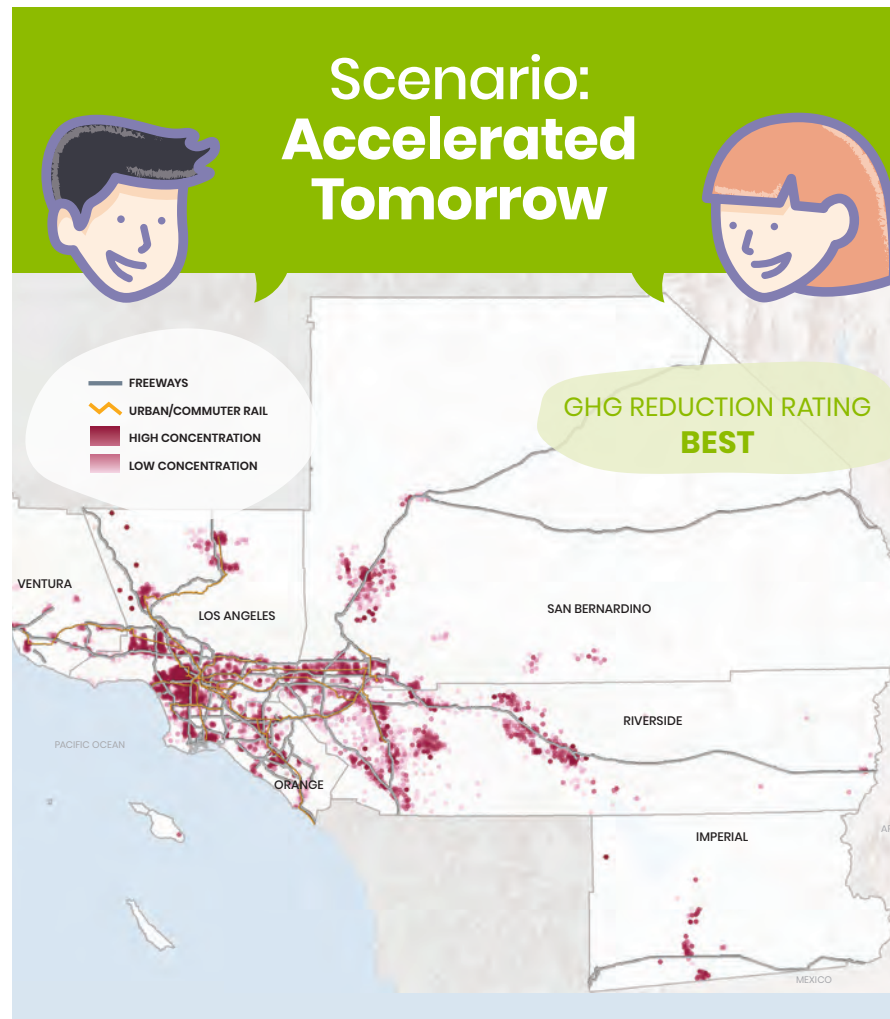 Scenario:
Accelerated
Tomorrow
FREEWAYS
URBAN/COMMUTER RAIL
HIGH CONCENTRATION
LOW CONCENTRATION
GHG REDUCTION RATING
BEST
VENTURA
LOS ANGELES
SAN BERNARDINO
RIVERSIDE
PACIFIC OCEAN
ORANGE
IMPERIAL
MEXICO